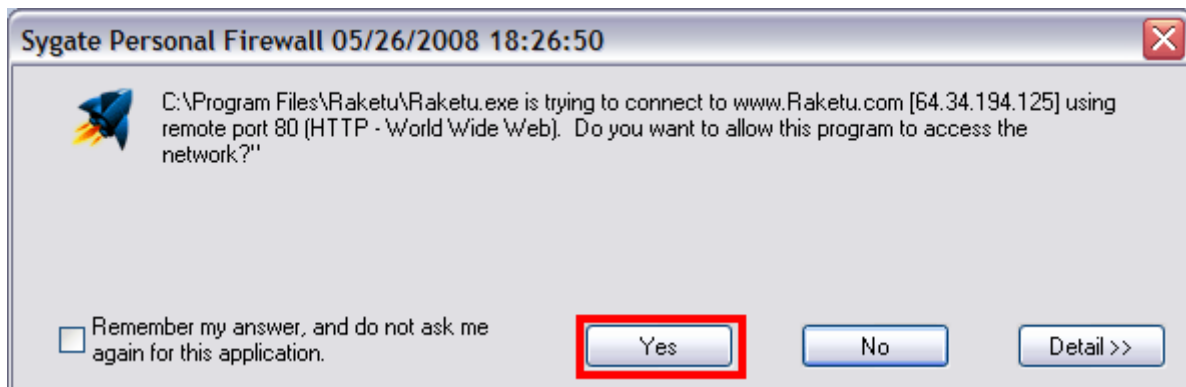 Sygate Personal Firewall 05/26/2008 18:26:50
C:\Program Files\Raketu\Raketu.exe is trying to connect to www.Raketu.com [64.34.194.125] using
remote port 80 (HTTP - World Wide Web).  Do you want to allow this program to access the
network?"
Remember my answer, and do not ask me
again for this application.
Yes
No
Detail >>